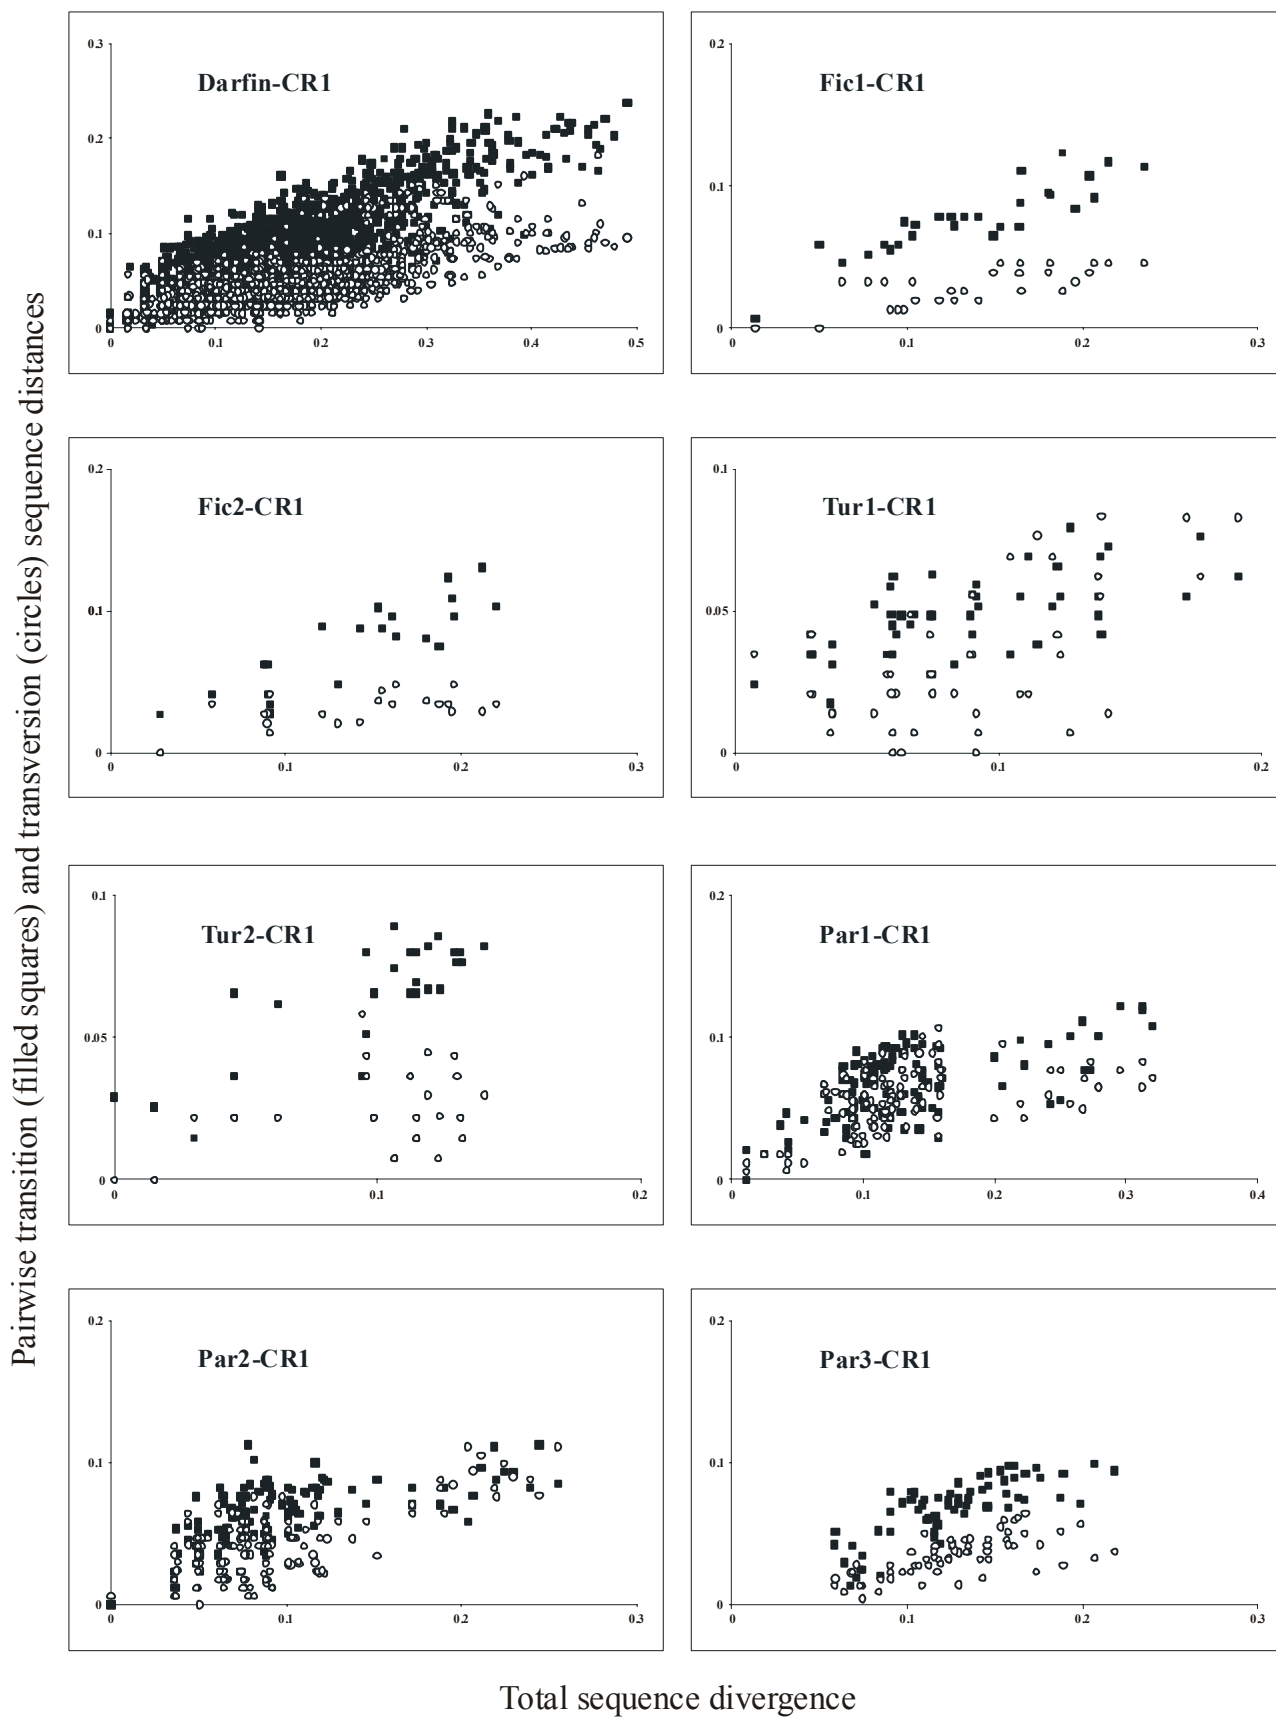 Pairwise transition (filled squares) and transversion (circles) sequence distances
Darfin-CR1
0.3
0.2
0.1
0
0 0.1 0.2 0.3 0.4 0.5
Fic1-CR1
0.2
0.1
0
0 0.1 0.2 0.3
Fic2-CR1
0.2
0.1
0
0 0.1 0.2 0.3
Tur1-CR1
0.1
0.05
0
0 0.1 0.2
Tur2-CR1
0.1
0.05
0
0 0.1 0.2
Par1-CR1
0.2
0.1
0
0 0.1 0.2 0.3 0.4
Par2-CR1
0.2
0.1
0
0 0.1 0.2 0.3
Par3-CR1
0.2
0.1
0
0 0.1 0.2 0.3
Total sequence divergence